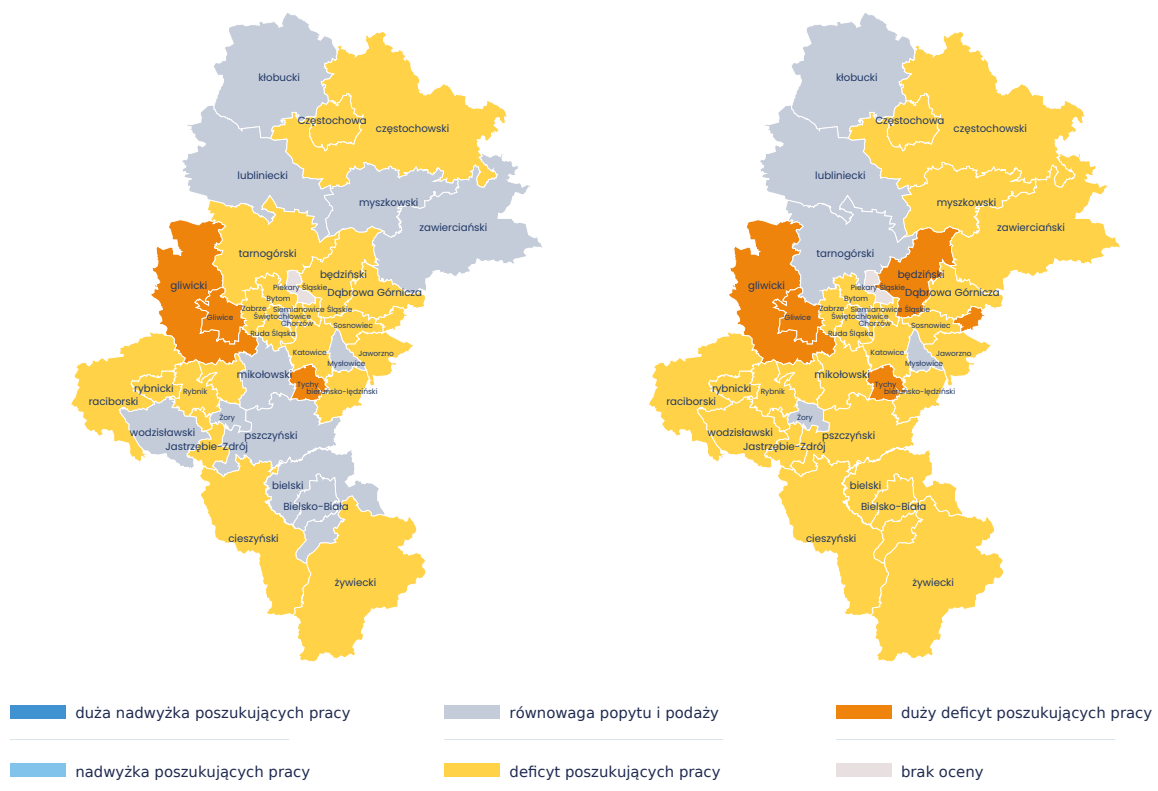 kłobucki
Częstochowa
częstochowski
lubliniecki
myszkowski
zawierciański
tarnogórski
będziński
gliwicki
Piekary Śląskie
Dąbrowa Górnicza
Bytom
Zabrze
Siemianowice Śląskie
Świętochłowice
Gliwice
Chorzów
Sosnowiec
Ruda Śląska
Katowice
Jaworzno
Mysłowice
mikołowski
Tychy
bieruńsko-lędziński
rybnicki
Rybnik
raciborski
Żory
wodzisławski
pszczyński
Jastrzębie-Zdrój
bielski
Bielsko-Biała
cieszyński
żywiecki
kłobucki
Częstochowa
częstochowski
lubliniecki
myszkowski
zawierciański
tarnogórski
będziński
gliwicki
Piekary Śląskie
Dąbrowa Górnicza
Bytom
Zabrze
Siemianowice Śląskie
Świętochłowice
Gliwice
Chorzów
Sosnowiec
Ruda Śląska
Katowice
Jaworzno
Mysłowice
mikołowski
Tychy
bieruńsko-lędziński
rybnicki
Rybnik
raciborski
Żory
wodzisławski
pszczyński
Jastrzębie-Zdrój
bielski
Bielsko-Biała
cieszyński
żywiecki
duża nadwyżka poszukujących pracy
równowaga popytu i podaży
duży deficyt poszukujących pracy
nadwyżka poszukujących pracy
deficyt poszukujących pracy
brak oceny